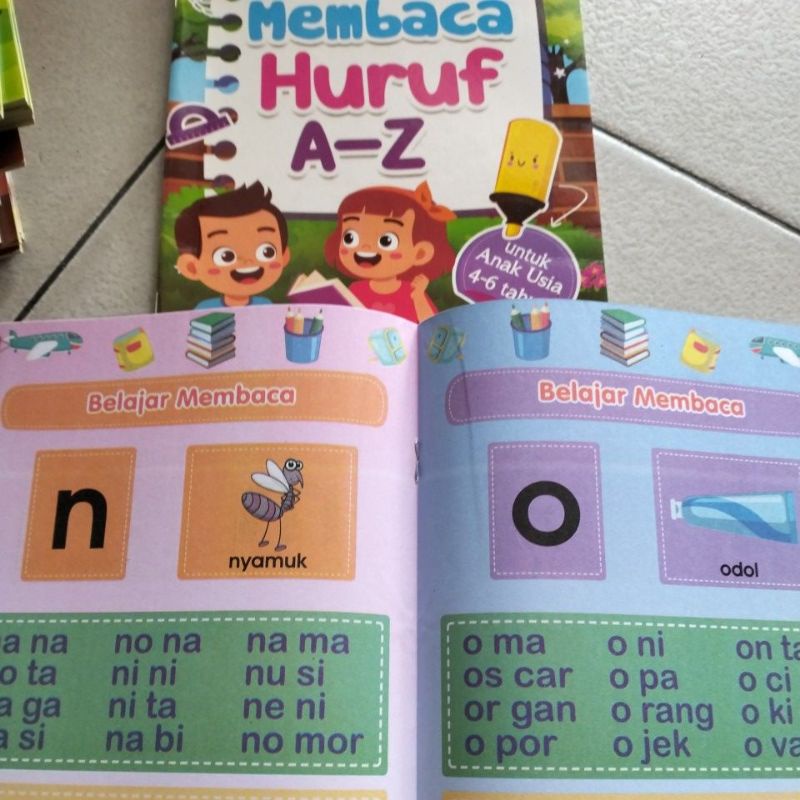 Membaca
Huruf
A-Z
untuk
Anak Usia
4-6
Belajar Membaca
n
nyamuk
na no na na ma
ta ni ni nu si
ga ni ta ne ni
si na bi no mor
Belajar Membaca
o
odol
o ma o ni on
os car o pa o ci
or gan o rang o ki
o por o jek o